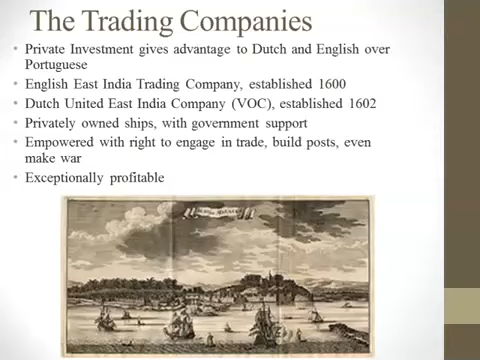 The Trading Companies
• Private Investment gives advantage to Dutch and English over
Portuguese
• English East India Trading Company, established 1600
• Dutch United East India Company (VOC), established 1602
• Privately owned ships, with government support
• Empowered with right to engage in trade, build posts, even
make war
• Exceptionally profitable